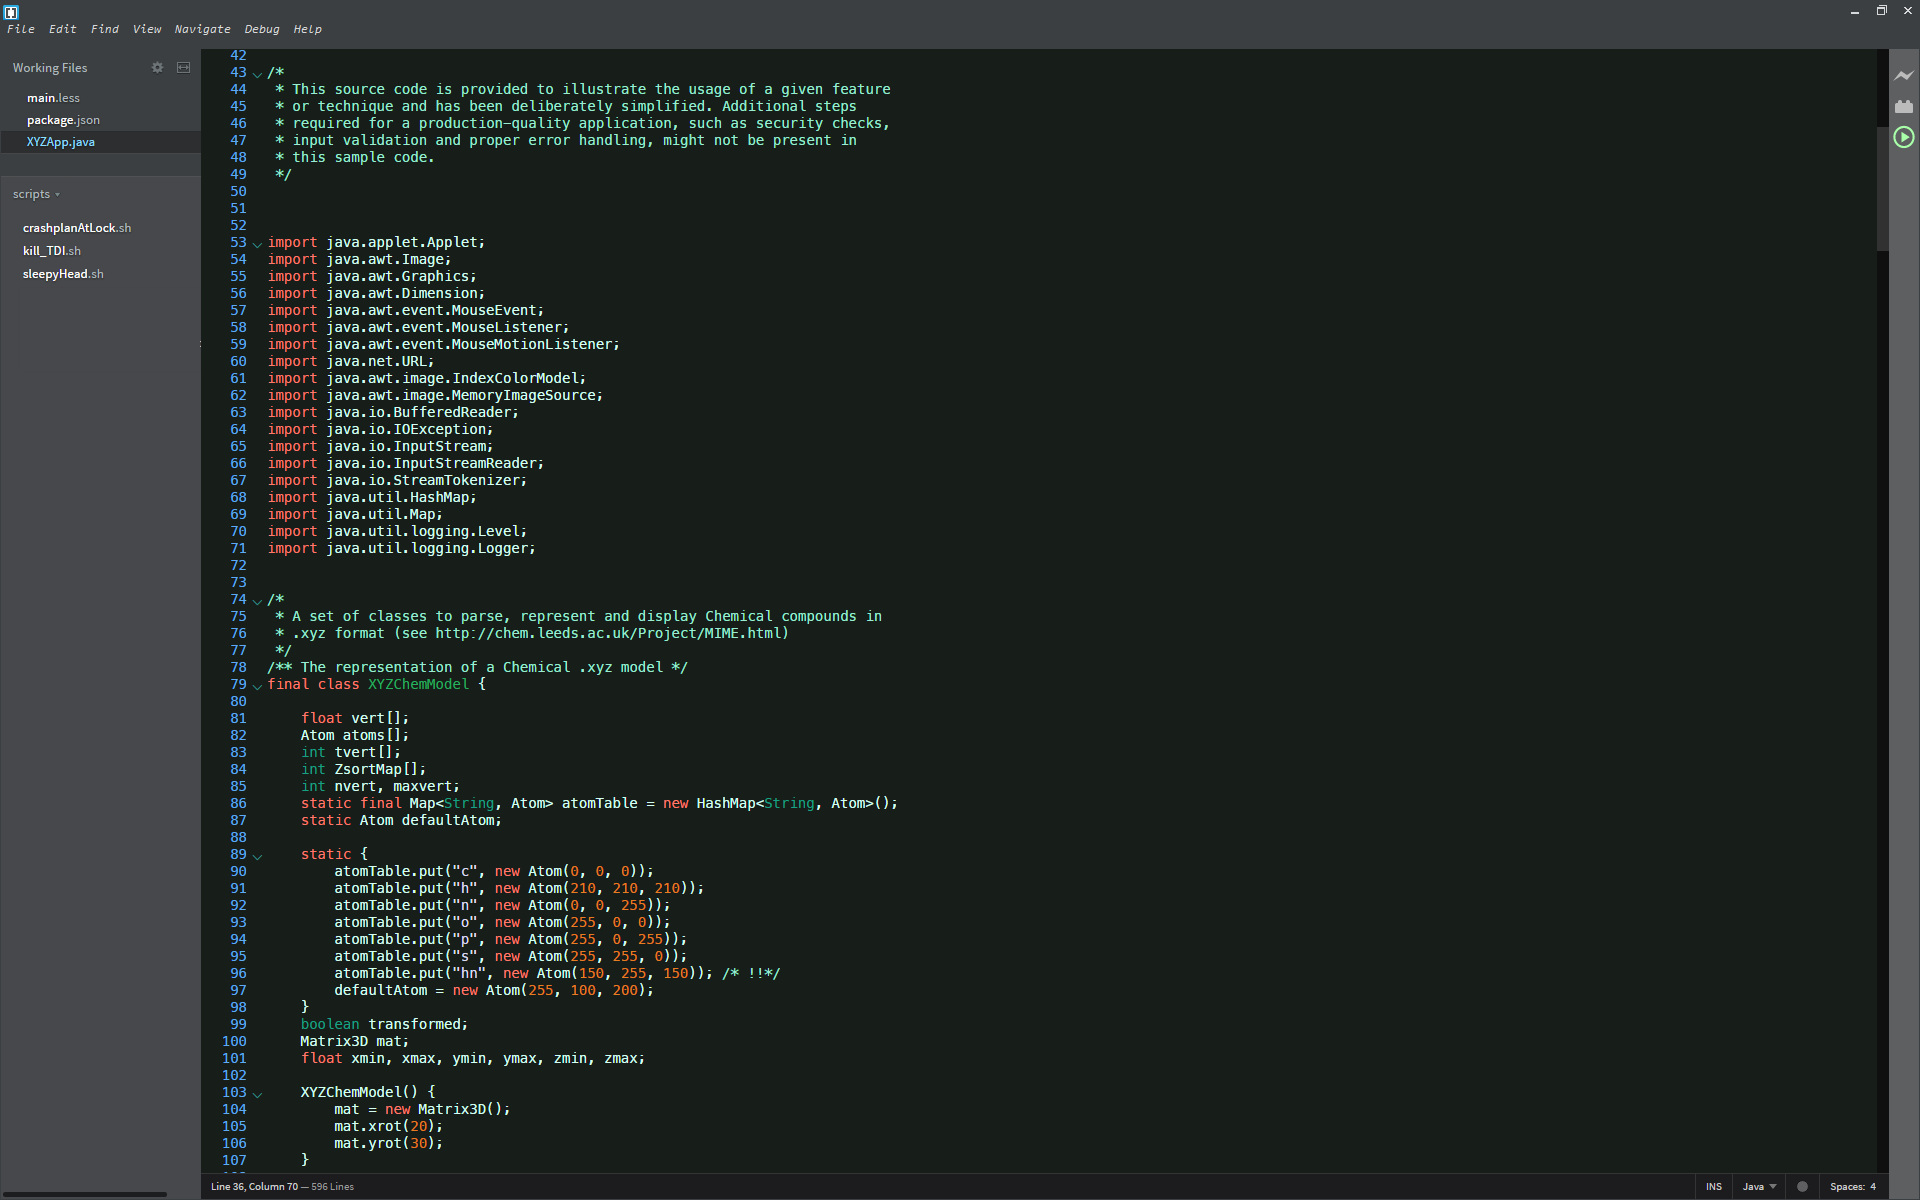 File Edit Find View Navigate Debug Help
Working Files
main.less
package.json
XYZApp.java
scripts
crashplanAtLock.sh
kill_TDI.sh
sleepyHead.sh
42
43 /*
44  * This source code is provided to illustrate the usage of a given feature
45  * or technique and has been deliberately simplified. Additional steps
46  * required for a production-quality application, such as security checks,
47  * input validation and proper error handling, might not be present in
48  * this sample code.
49  */
50
51
52
53 import java.applet.Applet;
54 import java.awt.Image;
55 import java.awt.Graphics;
56 import java.awt.Dimension;
57 import java.awt.event.MouseEvent;
58 import java.awt.event.MouseListener;
59 import java.awt.event.MouseMotionListener;
60 import java.net.URL;
61 import java.awt.image.IndexColorModel;
62 import java.awt.image.MemoryImageSource;
63 import java.io.BufferedReader;
64 import java.io.IOException;
65 import java.io.InputStream;
66 import java.io.InputStreamReader;
67 import java.io.StreamTokenizer;
68 import java.util.HashMap;
69 import java.util.Map;
70 import java.util.logging.Level;
71 import java.util.logging.Logger;
72
73
74 /*
75  * A set of classes to parse, represent and display Chemical compounds in
76  * .xyz format (see http://chem.leeds.ac.uk/Project/MIME.html)
77  */
78 /** The representation of a Chemical .xyz model */
79 final class XYZChemModel {
80
81     float vert[];
82     Atom atoms[];
83     int tvert[];
84     int ZsortMap[];
85     int nvert, maxvert;
86     static final Map<String, Atom> atomTable = new HashMap<String, Atom>();
87     static Atom defaultAtom;
88
89     static {
90         atomTable.put("c", new Atom(0, 0, 0));
91         atomTable.put("h", new Atom(210, 210, 210));
92         atomTable.put("n", new Atom(0, 0, 255));
93         atomTable.put("o", new Atom(255, 0, 0));
94         atomTable.put("p", new Atom(255, 0, 255));
95         atomTable.put("s", new Atom(255, 255, 0));
96         atomTable.put("hn", new Atom(150, 255, 150)); /* !!*/
97         defaultAtom = new Atom(255, 100, 200);
98     }
99     boolean transformed;
100     Matrix3D mat;
101     float xmin, xmax, ymin, ymax, zmin, zmax;
102
103     XYZChemModel() {
104         mat = new Matrix3D();
105         mat.xrot(20);
106         mat.yrot(30);
107     }
Line 36, Column 70 — 596 Lines
INS Java Spaces: 4